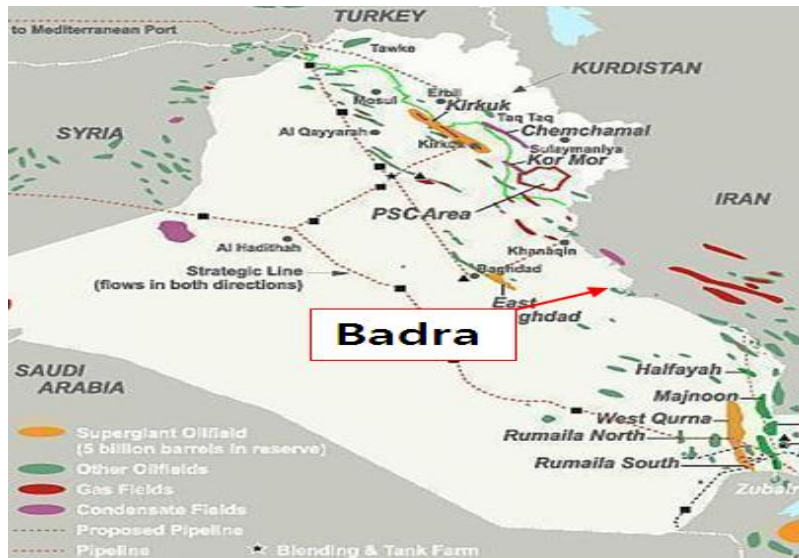 TURKEY
to Mediterranean Port
Tawke
KURDISTAN
Mosul
Erbil
Kirkuk
Taq Taq
Chemchamal
SYRIA
Al Qayyarah
Kirkuk
Sulaymaniya
Kor Mor
IRAN
PSC Area
Al Hadithah
Khanaqin
Strategic Line
(flows in both directions)
Baghdad
East
ghdad
Badra
SAUDI
ARABIA
Halfayah
Majnoon
West Qurna
Rumaila North
Rumaila South
Zubair
Superglant Oilfield
(5 billion barrels in reserve)
Other Oilfields
Gas Fields
Condensate Fields
Proposed Pipeline
Pipeline
Blending & Tank Farm